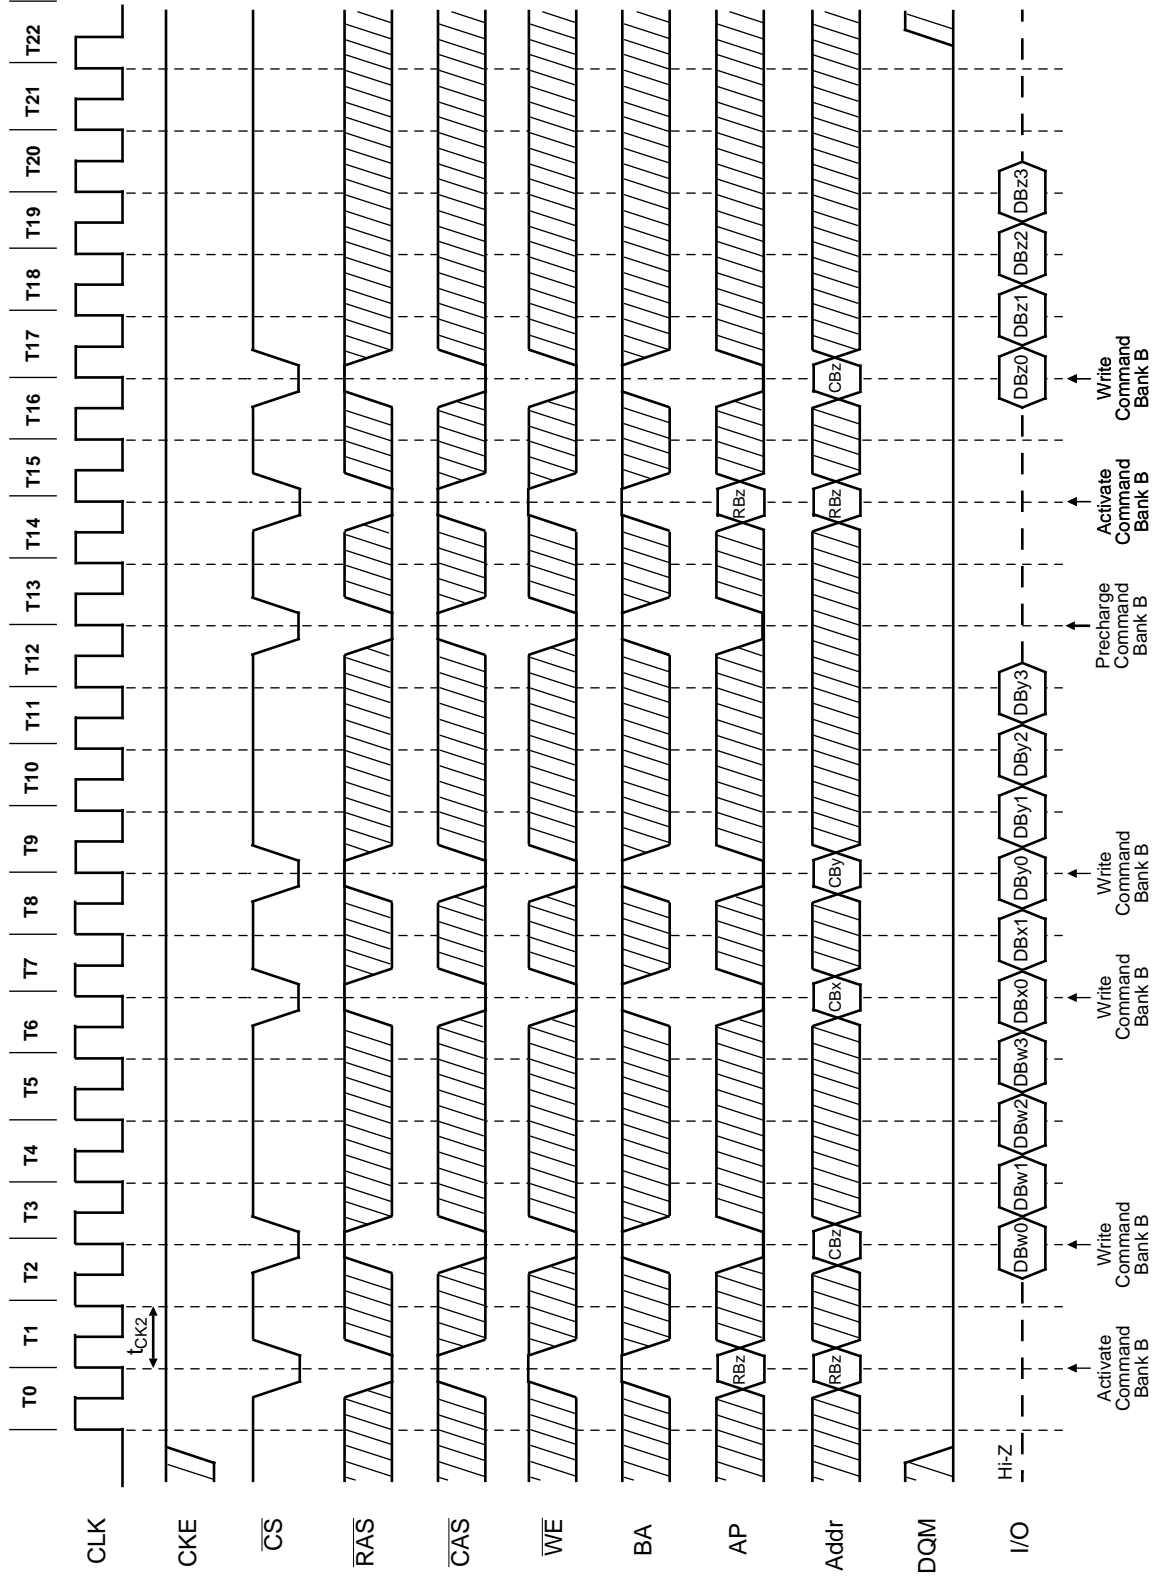 T0 T1 T2 T3 T4 T5 T6 T7 T8 T9 T10 T11 T12 T13 T14 T15 T16 T17 T18 T19 T20 T21 T22
CLK
tCK2
CKE
CS
RAS
CAS
WE
BA
AP RBz RBz
Addr RBz CBz CBx CBy RBz CBz
DQM
I/O Hi-Z DBw0 DBw1 DBw2 DBw3 DBx0 DBx1 DBy0 DBy1 DBy2 DBy3 DBz0 DBz1 DBz2 DBz3
Activate
Command
Bank B
Write
Command
Bank B
Write
Command
Bank B
Write
Command
Bank B
Precharge
Command
Bank B
Activate
Command
Bank B
Write
Command
Bank B